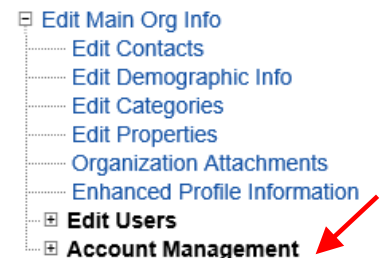 Edit Main Org Info
Edit Contacts
Edit Demographic Info
Edit Categories
Edit Properties
Organization Attachments
Enhanced Profile Information
Edit Users
Account Management